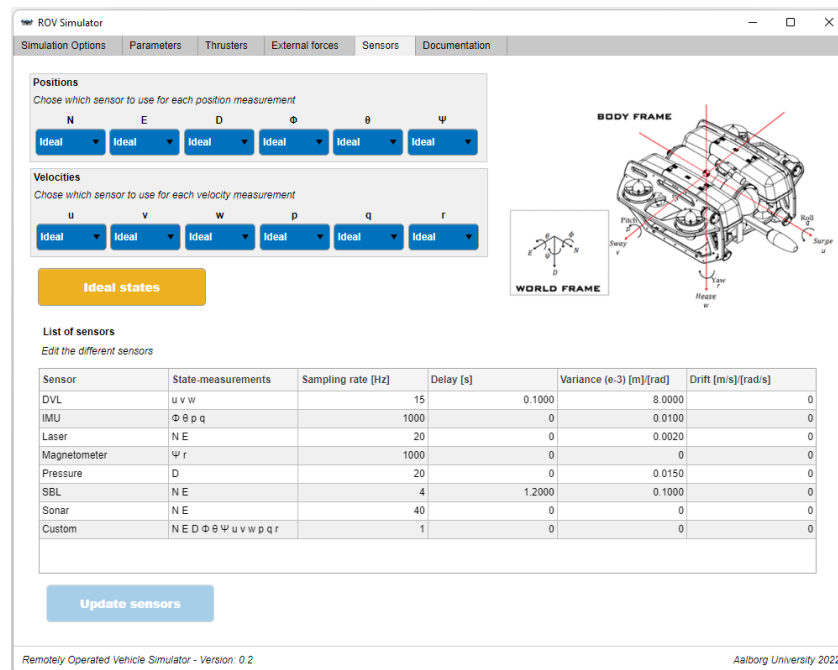 ROV Simulator
Simulation Options Parameters Thrusters External forces Sensors Documentation
Positions
Chose which sensor to use for each position measurement
N E D Φ θ Ψ
Ideal Ideal Ideal Ideal Ideal Ideal
Velocities
Chose which sensor to use for each velocity measurement
u v w p q r
Ideal Ideal Ideal Ideal Ideal Ideal
Ideal states
BODY FRAME
Roll
q
Surge
u
Pitch
p
Sway
v
Yaw
r
Heave
w
θ ϕ
E ψ N
D
WORLD FRAME
List of sensors
Edit the different sensors
Sensor State-measurements Sampling rate [Hz] Delay [s] Variance (e-3) [m]/[rad] Drift [m/s]/[rad/s]
DVL u v w 15 0.1000 8.0000 0
IMU Φ θ p q 1000 0 0.0100 0
Laser N E 20 0 0.0020 0
Magnetometer Ψ r 1000 0 0 0
Pressure D 20 0 0.0150 0
SBL N E 4 1.2000 0.1000 0
Sonar N E 40 0 0 0
Custom N E D Φ θ Ψ u v w p q r 1 0 0 0
Update sensors
Remotely Operated Vehicle Simulator - Version: 0.2 Aalborg University 2022